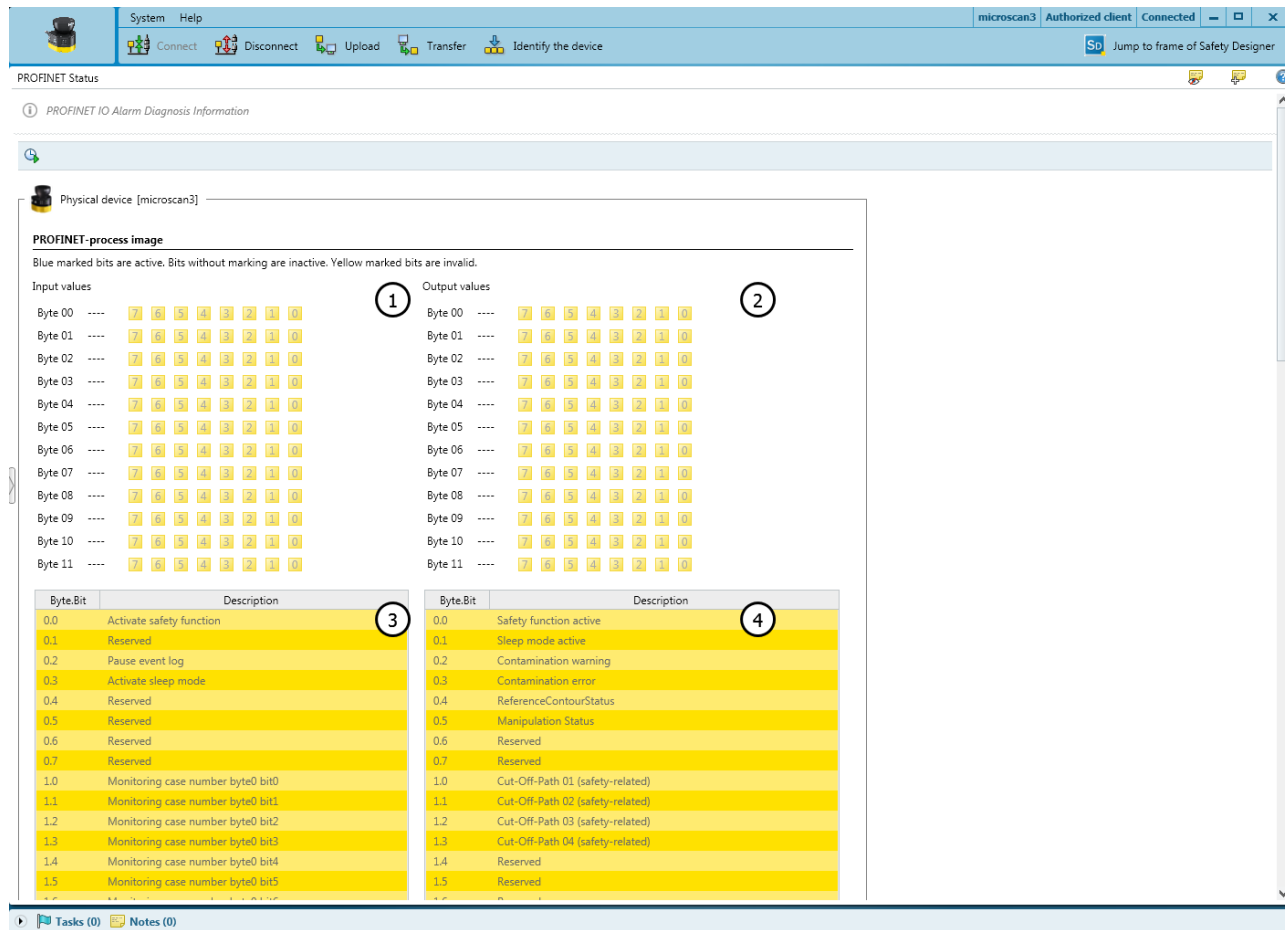 System Help
microscan3 Authorized client Connected
Connect Disconnect Upload Transfer Identify the device
SD Jump to frame of Safety Designer
PROFINET Status
PROFINET IO Alarm Diagnosis Information
Physical device [microscan3]
PROFINET-process image
Blue marked bits are active. Bits without marking are inactive. Yellow marked bits are invalid.
Input values
1
Byte 00 ---- 7 6 5 4 3 2 1 0
Byte 01 ---- 7 6 5 4 3 2 1 0
Byte 02 ---- 7 6 5 4 3 2 1 0
Byte 03 ---- 7 6 5 4 3 2 1 0
Byte 04 ---- 7 6 5 4 3 2 1 0
Byte 05 ---- 7 6 5 4 3 2 1 0
Byte 06 ---- 7 6 5 4 3 2 1 0
Byte 07 ---- 7 6 5 4 3 2 1 0
Byte 08 ---- 7 6 5 4 3 2 1 0
Byte 09 ---- 7 6 5 4 3 2 1 0
Byte 10 ---- 7 6 5 4 3 2 1 0
Byte 11 ---- 7 6 5 4 3 2 1 0
Output values
2
Byte 00 ---- 7 6 5 4 3 2 1 0
Byte 01 ---- 7 6 5 4 3 2 1 0
Byte 02 ---- 7 6 5 4 3 2 1 0
Byte 03 ---- 7 6 5 4 3 2 1 0
Byte 04 ---- 7 6 5 4 3 2 1 0
Byte 05 ---- 7 6 5 4 3 2 1 0
Byte 06 ---- 7 6 5 4 3 2 1 0
Byte 07 ---- 7 6 5 4 3 2 1 0
Byte 08 ---- 7 6 5 4 3 2 1 0
Byte 09 ---- 7 6 5 4 3 2 1 0
Byte 10 ---- 7 6 5 4 3 2 1 0
Byte 11 ---- 7 6 5 4 3 2 1 0
Byte.Bit Description
3
0.0 Activate safety function
0.1 Reserved
0.2 Pause event log
0.3 Activate sleep mode
0.4 Reserved
0.5 Reserved
0.6 Reserved
0.7 Reserved
1.0 Monitoring case number byte0 bit0
1.1 Monitoring case number byte0 bit1
1.2 Monitoring case number byte0 bit2
1.3 Monitoring case number byte0 bit3
1.4 Monitoring case number byte0 bit4
1.5 Monitoring case number byte0 bit5
Byte.Bit Description
4
0.0 Safety function active
0.1 Sleep mode active
0.2 Contamination warning
0.3 Contamination error
0.4 ReferenceContourStatus
0.5 Manipulation Status
0.6 Reserved
0.7 Reserved
1.0 Cut-Off-Path 01 (safety-related)
1.1 Cut-Off-Path 02 (safety-related)
1.2 Cut-Off-Path 03 (safety-related)
1.3 Cut-Off-Path 04 (safety-related)
1.4 Reserved
1.5 Reserved
Tasks (0) Notes (0)